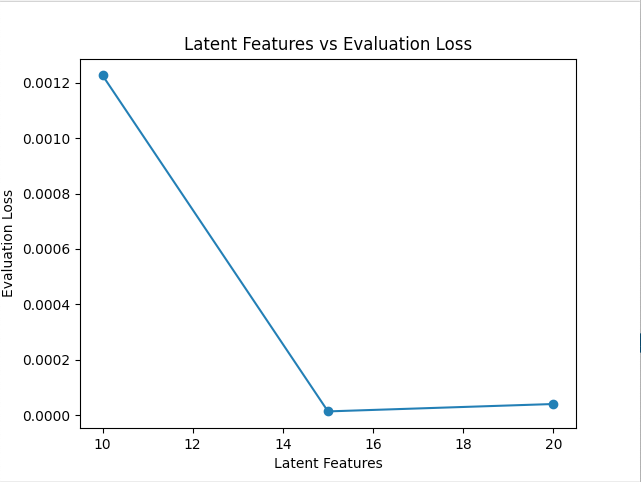 Latent Features vs Evaluation Loss
0.0012
0.0010
0.0008
0.0006
0.0004
0.0002
0.0000
Evaluation Loss
10 12 14 16 18 20
Latent Features